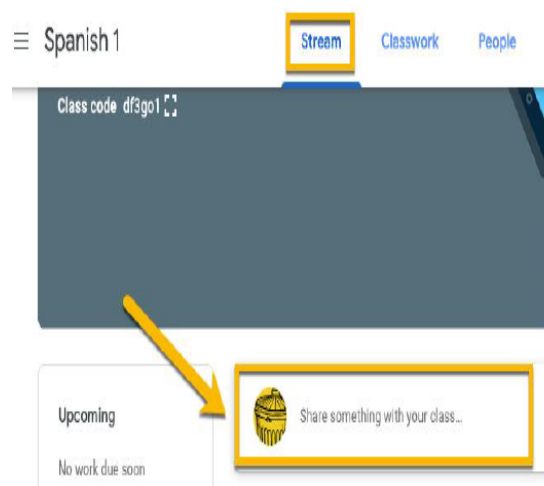 Spanish 1
Stream Classwork People
Class code df3go1
Upcoming
Share something with your class...
No work due soon